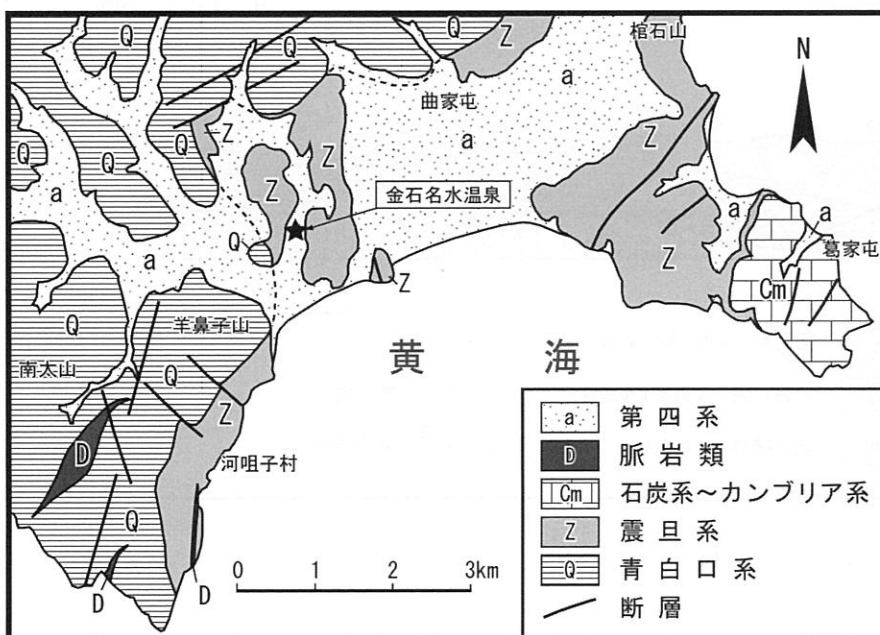 Q
Q
Q
Z
棺石山
N
a
曲家屯
Z
Z
Q
Q
Q
Z
Z
Z
金石名水温泉
a
Q
a
a
a
Z
葛家屯
Cm
Z
Q
羊鼻子山
黄海
南太山
Q
Z
D
河咀子村
Q
D
D
0 1 2 3km
a 第四系
D 脈岩類
Cm 石炭系～カンブリア系
Z 震旦系
Q 青白口系
断層